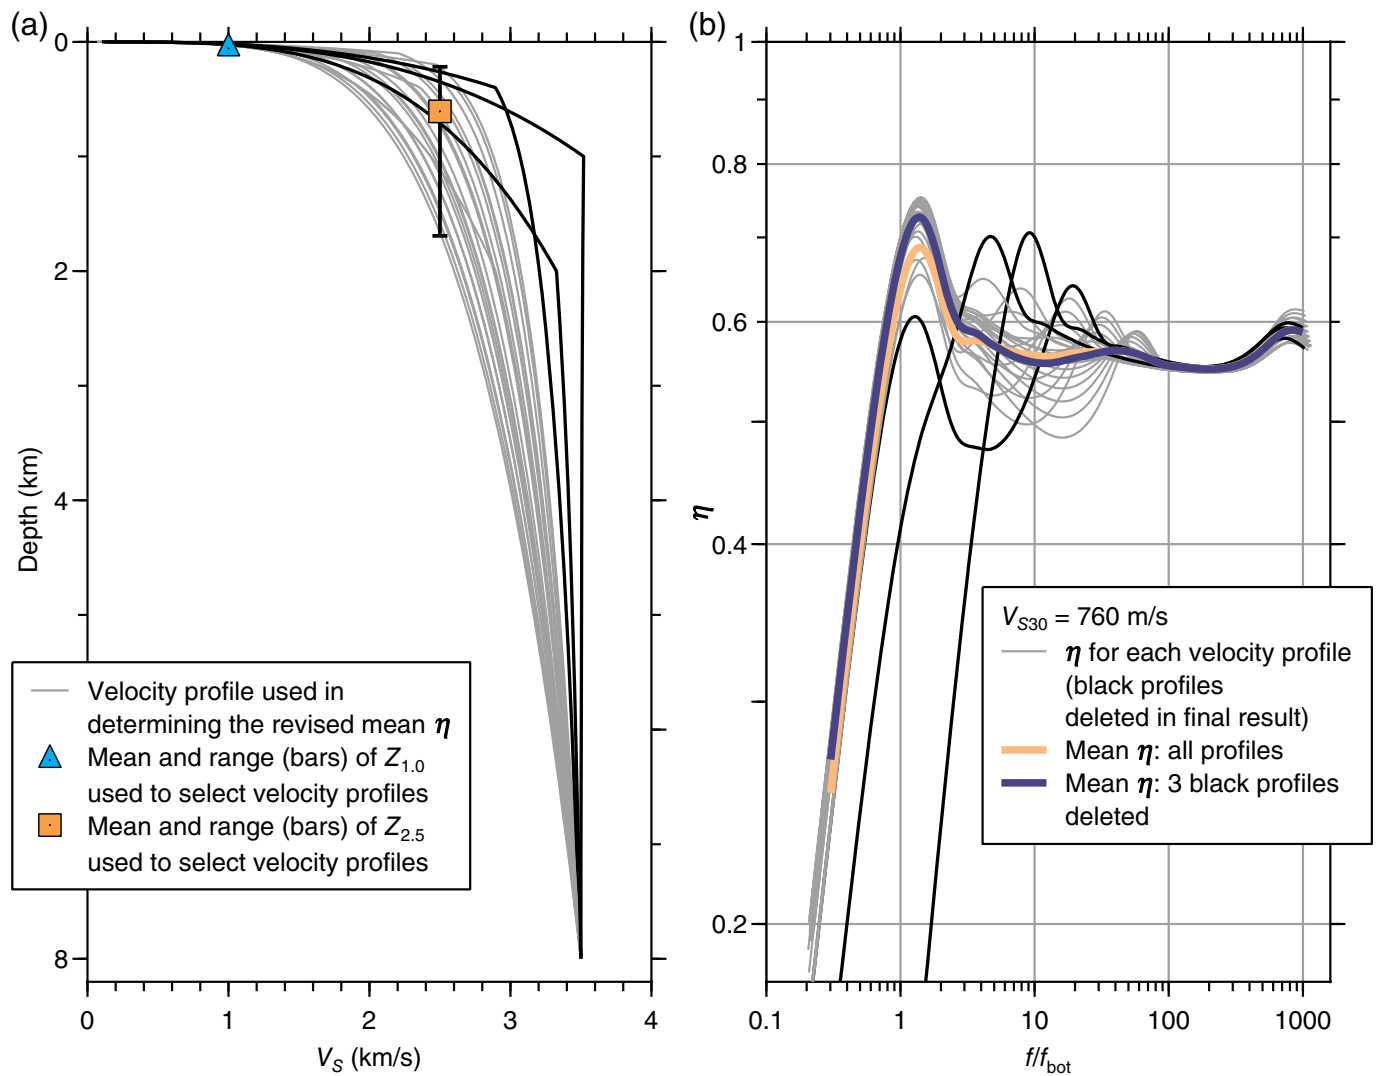 (a)
0
2
4
8
Depth (km)
0
1
2
3
4
V_S (km/s)
Velocity profile used in
determining the revised mean η
Mean and range (bars) of Z_1.0
used to select velocity profiles
Mean and range (bars) of Z_2.5
used to select velocity profiles
(b)
1
0.8
0.6
0.4
0.2
η
0.1
1
10
100
1000
f/f_bot
V_S30 = 760 m/s
η for each velocity profile
(black profiles
deleted in final result)
Mean η: all profiles
Mean η: 3 black profiles
deleted